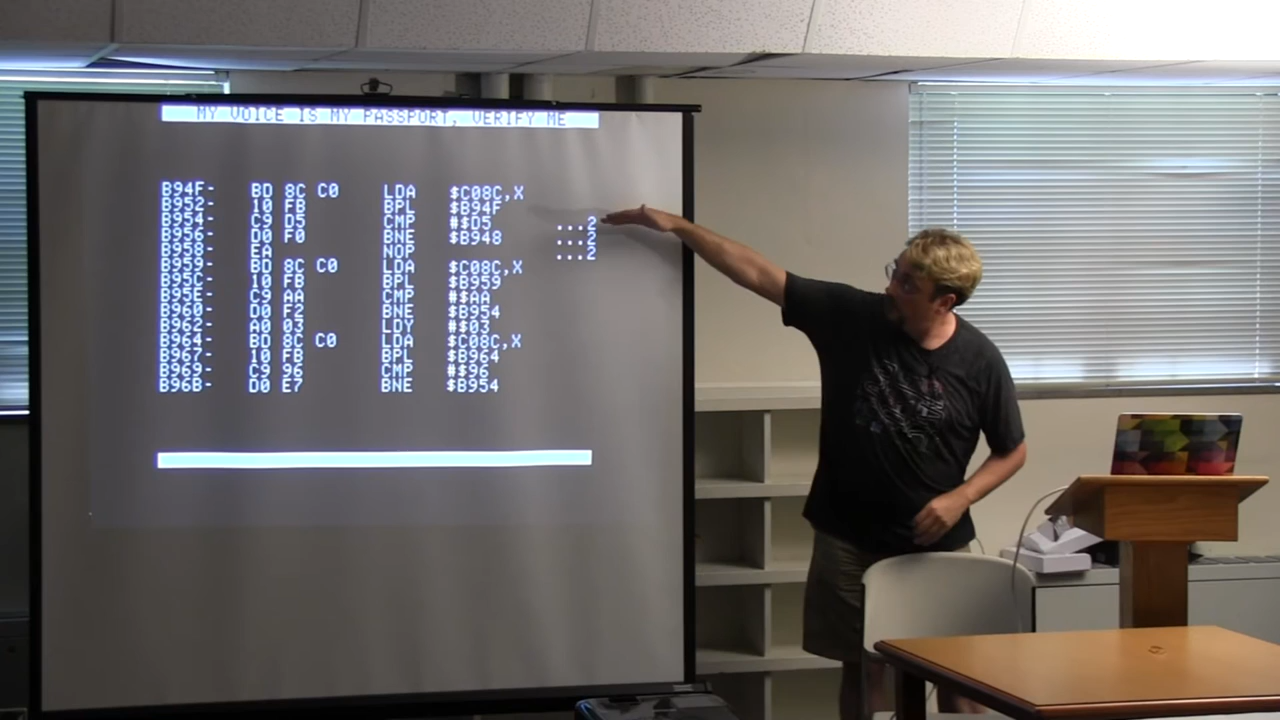 MY VOICE IS MY PASSPORT, VERIFY ME
B94F- BD 8C C0 LDA $C08C,X
B952- 10 FB BPL $B94F
B954- C9 D5 CMP #$D5 ...2
B956- D0 F0 BNE $B948 ...2
B958- EA NOP ...2
B959- BD 8C C0 LDA $C08C,X
B95C- 10 FB BPL $B959
B95E- C9 AA CMP #$AA
B960- D0 F2 BNE $B954
B962- A0 03 LDY #$03
B964- BD 8C C0 LDA $C08C,X
B967- 10 FB BPL $B964
B969- C9 96 CMP #$96
B96B- D0 E7 BNE $B954